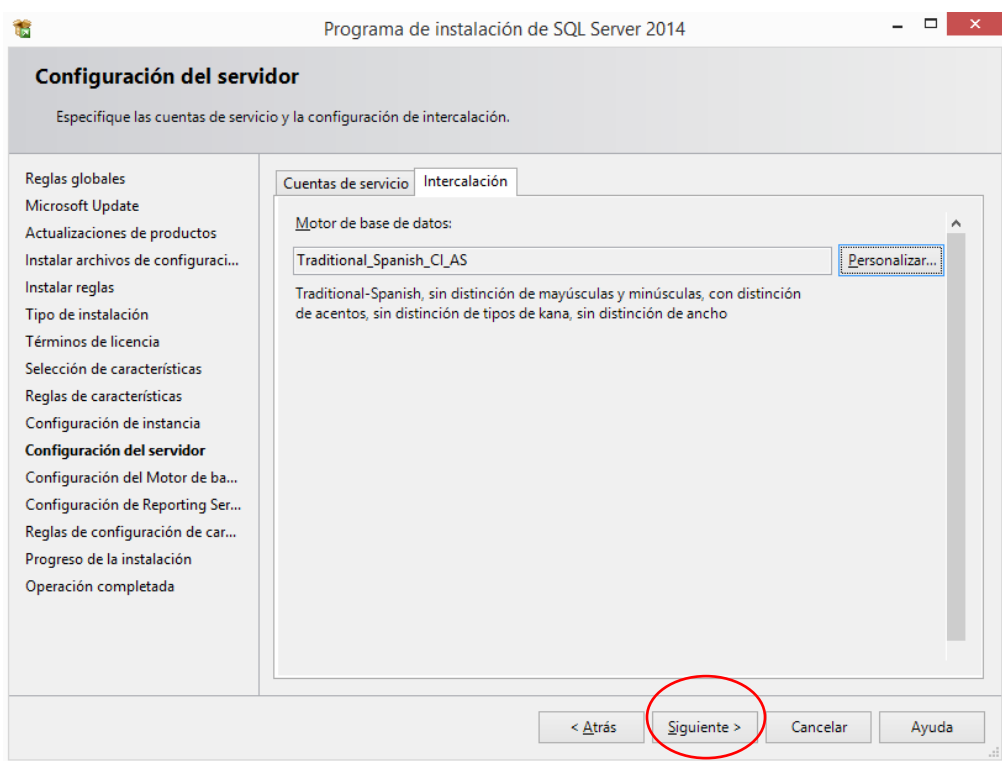 Programa de instalación de SQL Server 2014
Configuración del servidor
Especifique las cuentas de servicio y la configuración de intercalación.
Reglas globales
Microsoft Update
Actualizaciones de productos
Instalar archivos de configuraci...
Instalar reglas
Tipo de instalación
Términos de licencia
Selección de características
Reglas de características
Configuración de instancia
Configuración del servidor
Configuración del Motor de ba...
Configuración de Reporting Ser...
Reglas de configuración de car...
Progreso de la instalación
Operación completada
Cuentas de servicio
Intercalación
Motor de base de datos:
Traditional_Spanish_CI_AS
Personalizar...
Traditional-Spanish, sin distinción de mayúsculas y minúsculas, con distinción
de acentos, sin distinción de tipos de kana, sin distinción de ancho
< Atrás
Siguiente >
Cancelar
Ayuda